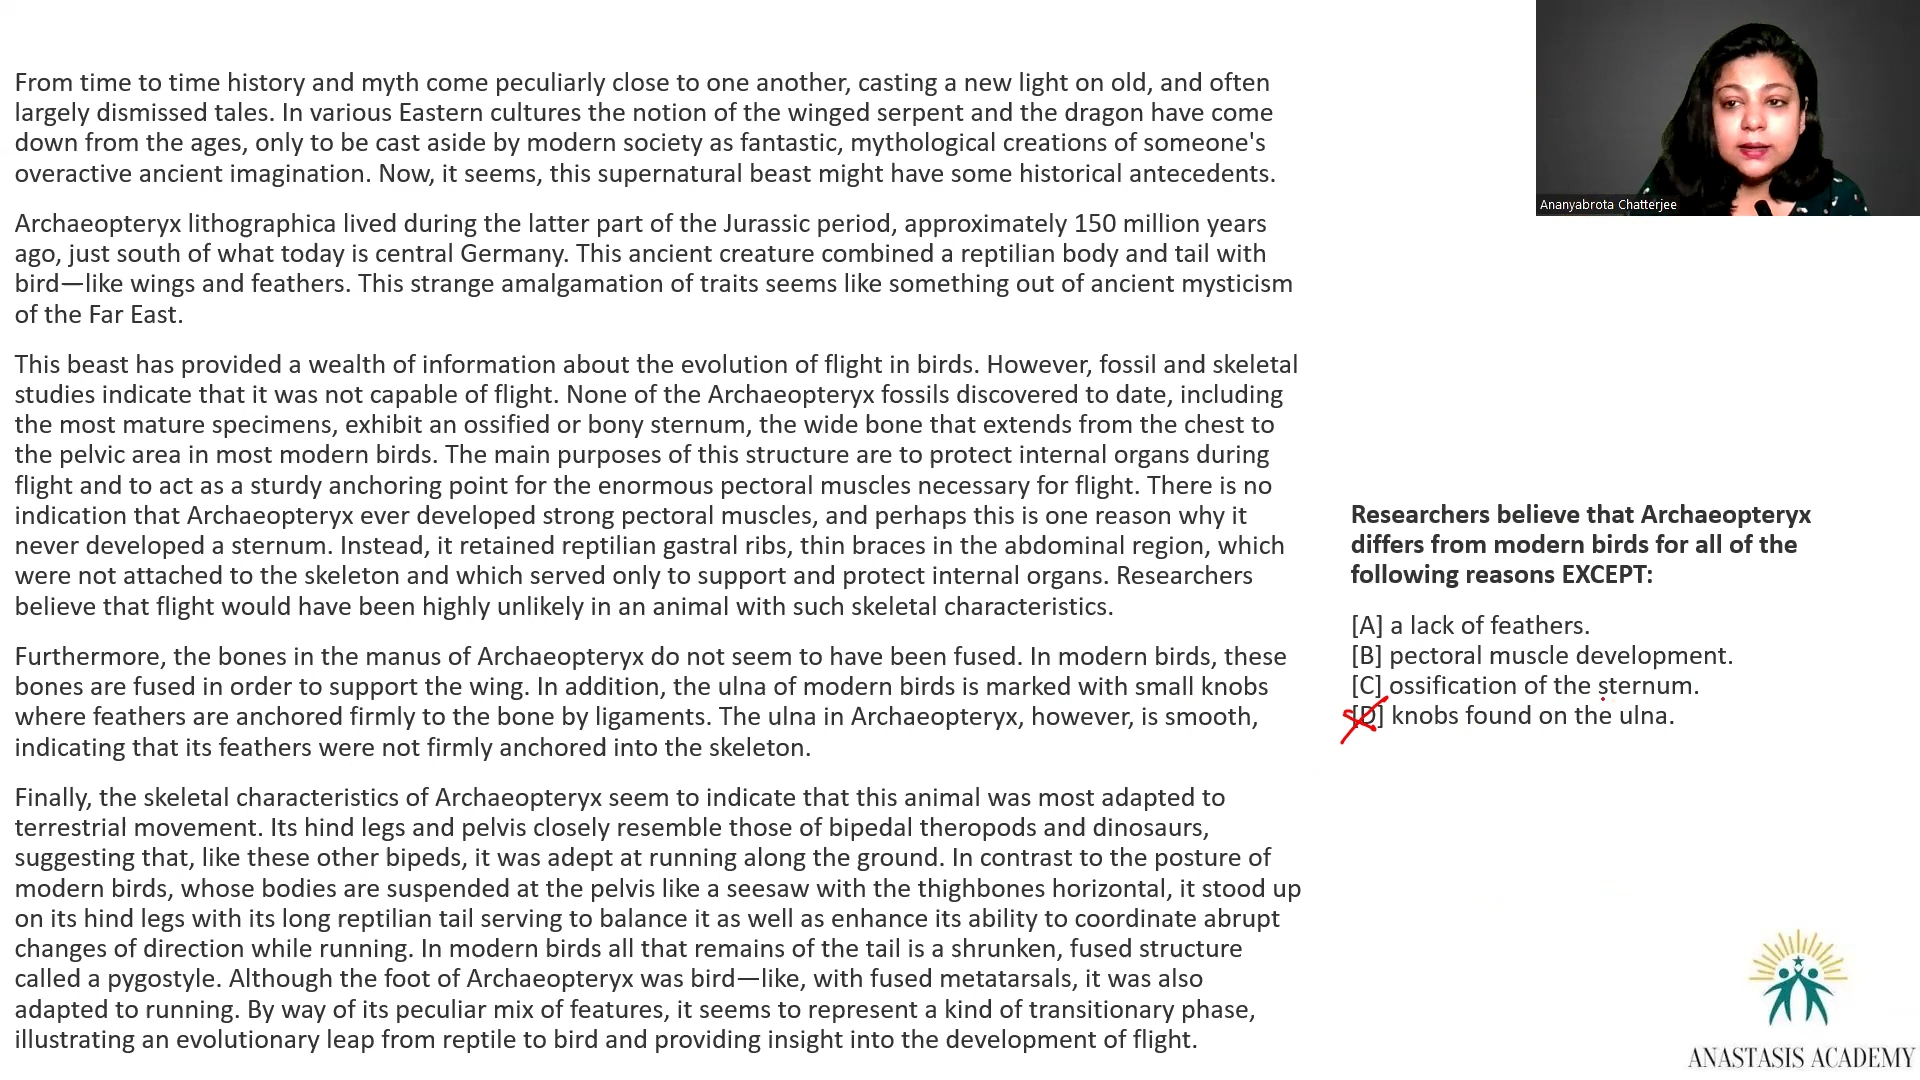 From time to time history and myth come peculiarly close to one another, casting a new light on old, and often
largely dismissed tales. In various Eastern cultures the notion of the winged serpent and the dragon have come
down from the ages, only to be cast aside by modern society as fantastic, mythological creations of someone's
overactive ancient imagination. Now, it seems, this supernatural beast might have some historical antecedents.
Archaeopteryx lithographica lived during the latter part of the Jurassic period, approximately 150 million years
ago, just south of what today is central Germany. This ancient creature combined a reptilian body and tail with
bird—like wings and feathers. This strange amalgamation of traits seems like something out of ancient mysticism
of the Far East.
This beast has provided a wealth of information about the evolution of flight in birds. However, fossil and skeletal
studies indicate that it was not capable of flight. None of the Archaeopteryx fossils discovered to date, including
the most mature specimens, exhibit an ossified or bony sternum, the wide bone that extends from the chest to
the pelvic area in most modern birds. The main purposes of this structure are to protect internal organs during
flight and to act as a sturdy anchoring point for the enormous pectoral muscles necessary for flight. There is no
indication that Archaeopteryx ever developed strong pectoral muscles, and perhaps this is one reason why it
never developed a sternum. Instead, it retained reptilian gastral ribs, thin braces in the abdominal region, which
were not attached to the skeleton and which served only to support and protect internal organs. Researchers
believe that flight would have been highly unlikely in an animal with such skeletal characteristics.
Furthermore, the bones in the manus of Archaeopteryx do not seem to have been fused. In modern birds, these
bones are fused in order to support the wing. In addition, the ulna of modern birds is marked with small knobs
where feathers are anchored firmly to the bone by ligaments. The ulna in Archaeopteryx, however, is smooth,
indicating that its feathers were not firmly anchored into the skeleton.
Finally, the skeletal characteristics of Archaeopteryx seem to indicate that this animal was most adapted to
terrestrial movement. Its hind legs and pelvis closely resemble those of bipedal theropods and dinosaurs,
suggesting that, like these other bipeds, it was adept at running along the ground. In contrast to the posture of
modern birds, whose bodies are suspended at the pelvis like a seesaw with the thighbones horizontal, it stood up
on its hind legs with its long reptilian tail serving to balance it as well as enhance its ability to coordinate abrupt
changes of direction while running. In modern birds all that remains of the tail is a shrunken, fused structure
called a pygostyle. Although the foot of Archaeopteryx was bird—like, with fused metatarsals, it was also
adapted to running. By way of its peculiar mix of features, it seems to represent a kind of transitionary phase,
illustrating an evolutionary leap from reptile to bird and providing insight into the development of flight.
Ananyabrota Chatterjee
Researchers believe that Archaeopteryx
differs from modern birds for all of the
following reasons EXCEPT:
[A] a lack of feathers.
[B] pectoral muscle development.
[C] ossification of the sternum.
[D] knobs found on the ulna.
ANASTASIS ACADEMY